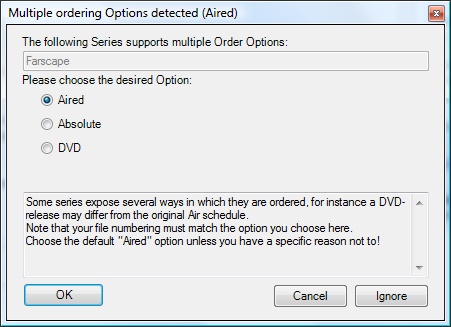 Multiple ordering Options detected (Aired)
The following Series supports multiple Order Options:
Farscape
Please choose the desired Option:
Aired
Absolute
DVD
Some series expose several ways in which they are ordered, for instance a DVD-
release may differ from the original Air schedule.
Note that your file numbering must match the option you choose here.
Choose the default "Aired" option unless you have a specific reason not to!
OK
Cancel
Ignore